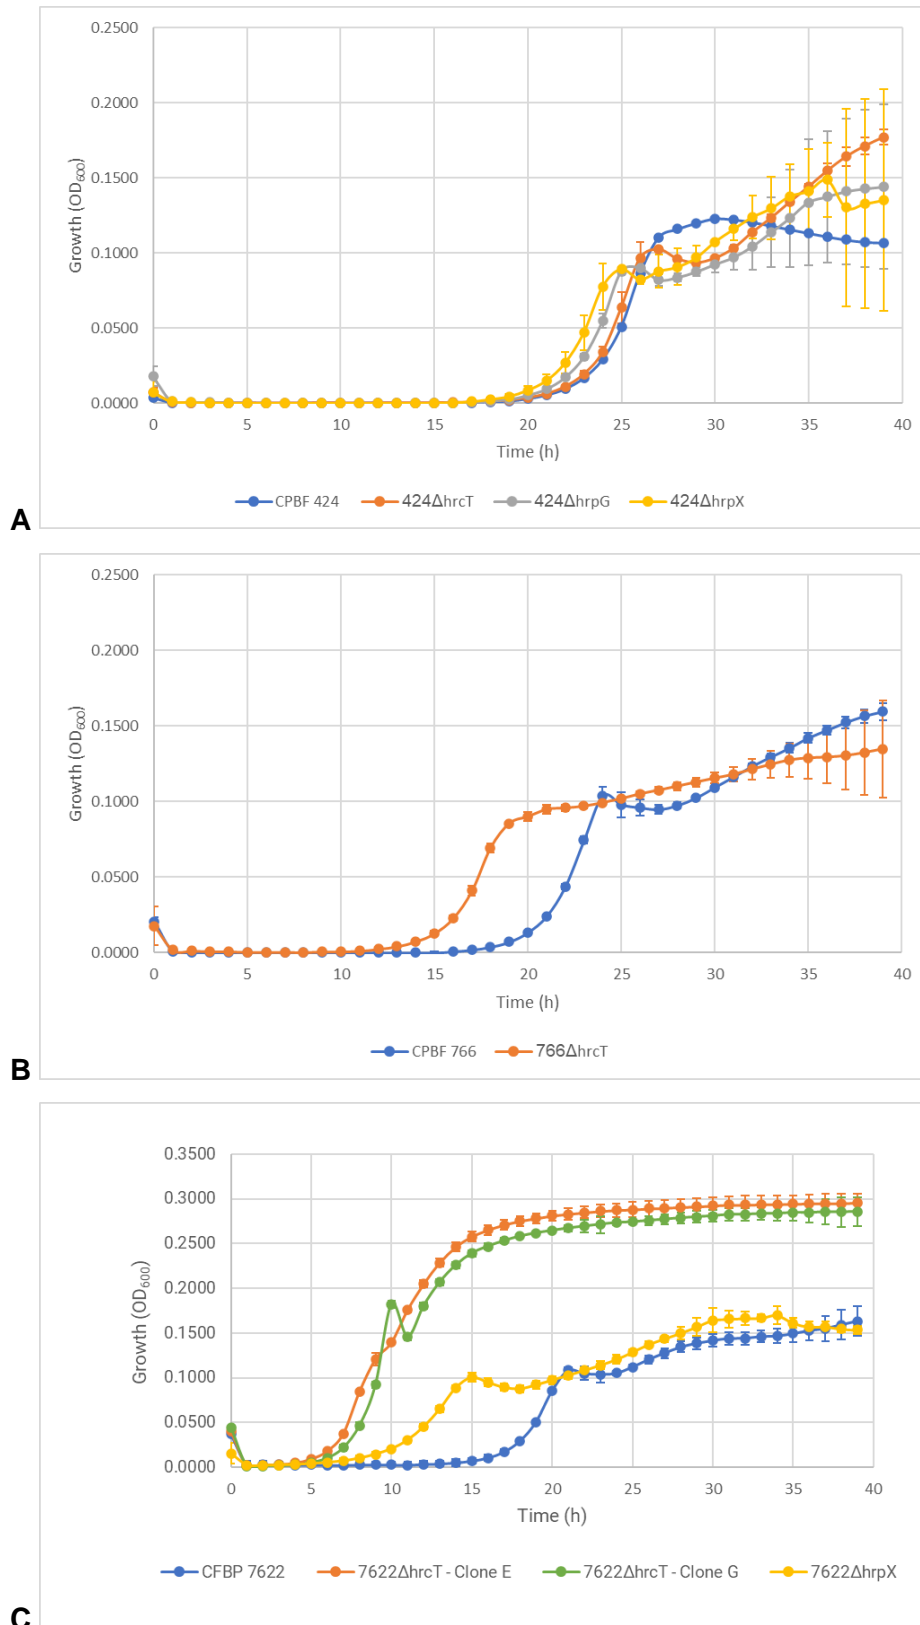 0.2500
0.2000
0.1500
0.1000
0.0500
0.0000
Growth (OD600)
0 5 10 15 20 25 30 35 40
Time (h)
CPBF 424 424ΔhrcT 424ΔhrpG 424ΔhrpX
A
0.2500
0.2000
0.1500
0.1000
0.0500
0.0000
Growth (OD600)
0 5 10 15 20 25 30 35 40
Time (h)
CPBF 766 766ΔhrcT
B
0.3500
0.3000
0.2500
0.2000
0.1500
0.1000
0.0500
0.0000
Growth (OD600)
0 5 10 15 20 25 30 35 40
Time (h)
CFBP 7622 7622ΔhrcT - Clone E 7622ΔhrcT - Clone G 7622ΔhrpX
C